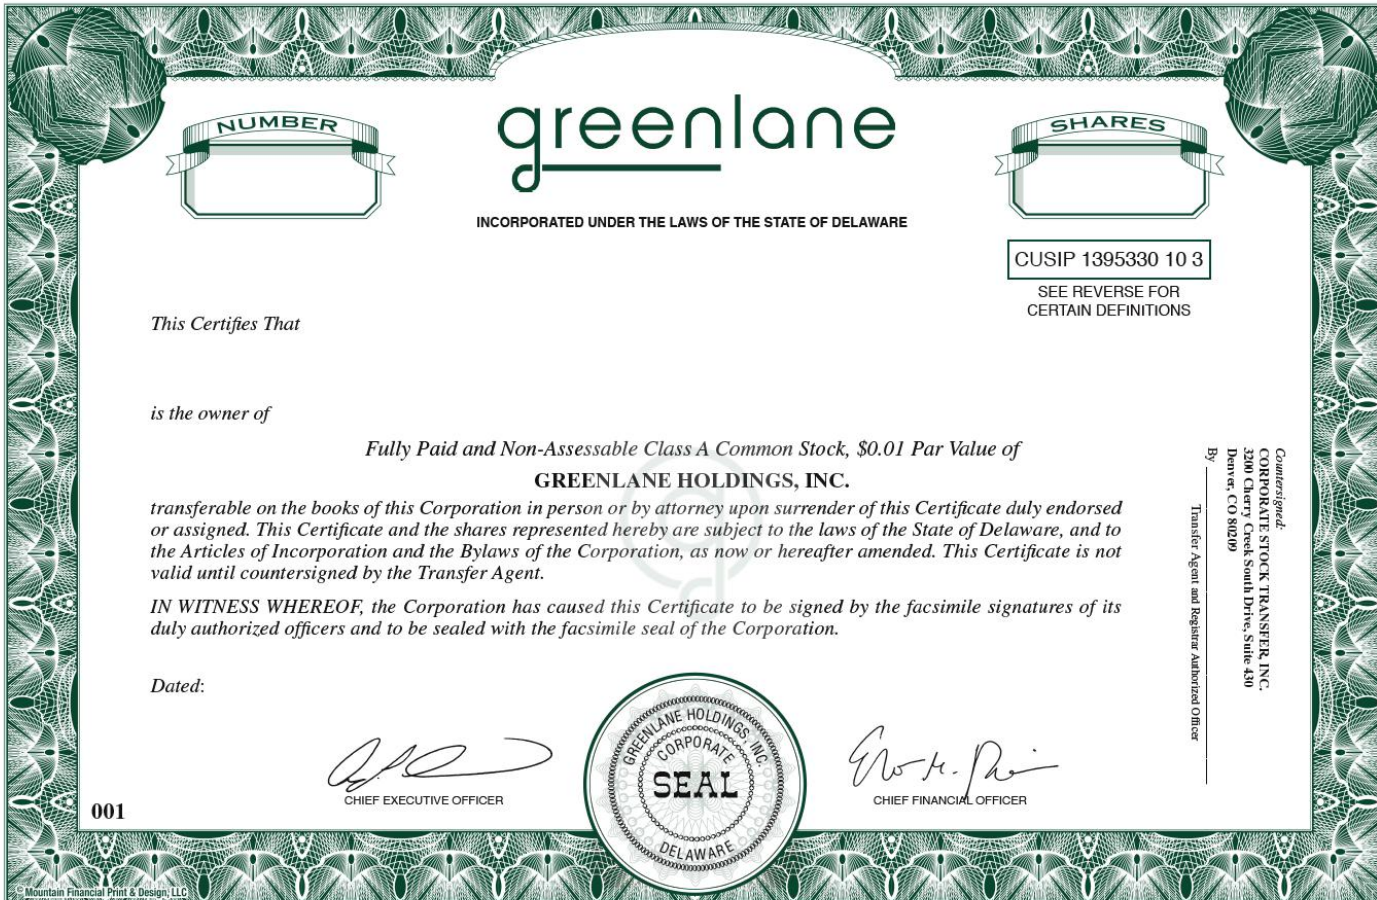 NUMBER
greenlane
SHARES
INCORPORATED UNDER THE LAWS OF THE STATE OF DELAWARE
CUSIP 1395330 10 3
SEE REVERSE FOR
CERTAIN DEFINITIONS
This Certifies That
is the owner of
Fully Paid and Non-Assessable Class A Common Stock, $0.01 Par Value of
GREENLANE HOLDINGS, INC.
transferable on the books of this Corporation in person or by attorney upon surrender of this Certificate duly endorsed
or assigned. This Certificate and the shares represented hereby are subject to the laws of the State of Delaware, and to
the Articles of Incorporation and the Bylaws of the Corporation, as now or hereafter amended. This Certificate is not
valid until countersigned by the Transfer Agent.
IN WITNESS WHEREOF, the Corporation has caused this Certificate to be signed by the facsimile signatures of its
duly authorized officers and to be sealed with the facsimile seal of the Corporation.
Dated:
CHIEF EXECUTIVE OFFICER
GREENLANE HOLDINGS, INC.
CORPORATE
SEAL
DELAWARE
CHIEF FINANCIAL OFFICER
Countersigned:
CORPORATE STOCK TRANSFER, INC.
3200 Cherry Creek South Drive, Suite 430
Denver, CO 80209
By
Transfer Agent and Registrar Authorized Officer
001
© Mountain Financial Print & Design, LLC